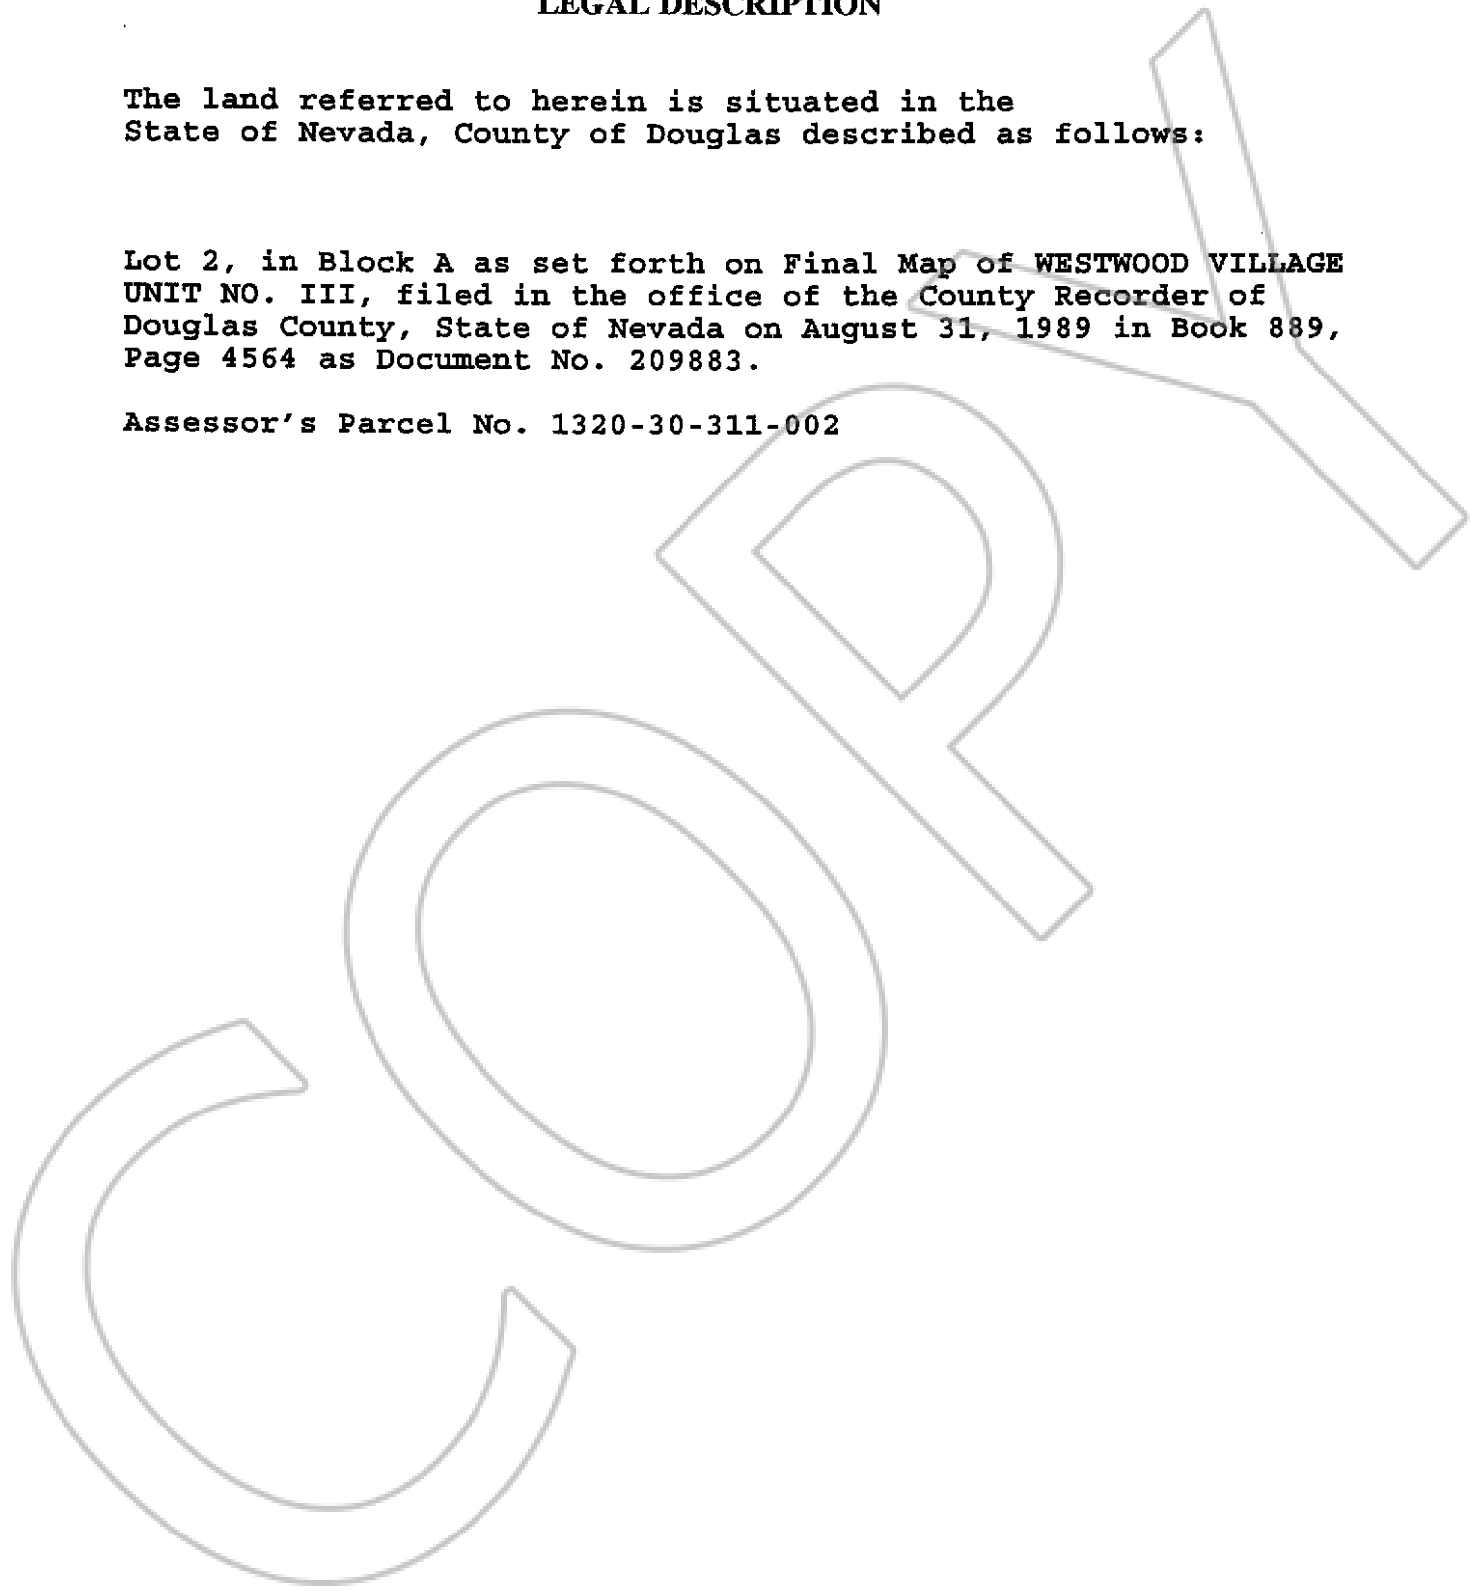 LEGAL DESCRIPTION
The land referred to herein is situated in the
State of Nevada, County of Douglas described as follows:
Lot 2, in Block A as set forth on Final Map of WESTWOOD VILLAGE
UNIT NO. III, filed in the office of the County Recorder of
Douglas County, State of Nevada on August 31, 1989 in Book 889,
Page 4564 as Document No. 209883.
Assessor's Parcel No. 1320-30-311-002
COPY